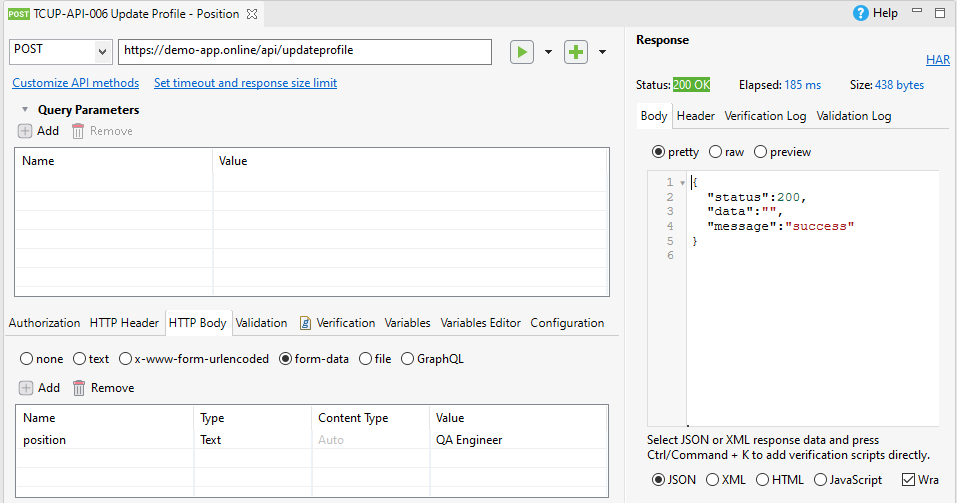 POST TCUP-API-006 Update Profile - Position
Help
POST
https://demo-app.online/api/updateprofile
Customize API methods
Set timeout and response size limit
Query Parameters
Add Remove
Name Value
Authorization HTTP Header HTTP Body Validation Verification Variables Variables Editor Configuration
none text x-www-form-urlencoded form-data file GraphQL
Add Remove
Name Type Content Type Value
position Text Auto QA Engineer
Response
HAR
Status: 200 OK Elapsed: 185 ms Size: 438 bytes
Body Header Verification Log Validation Log
pretty raw preview
1 {
2 "status":200,
3 "data":"",
4 "message":"success"
5 }
6
Select JSON or XML response data and press
Ctrl/Command + K to add verification scripts directly.
JSON XML HTML JavaScript Wra